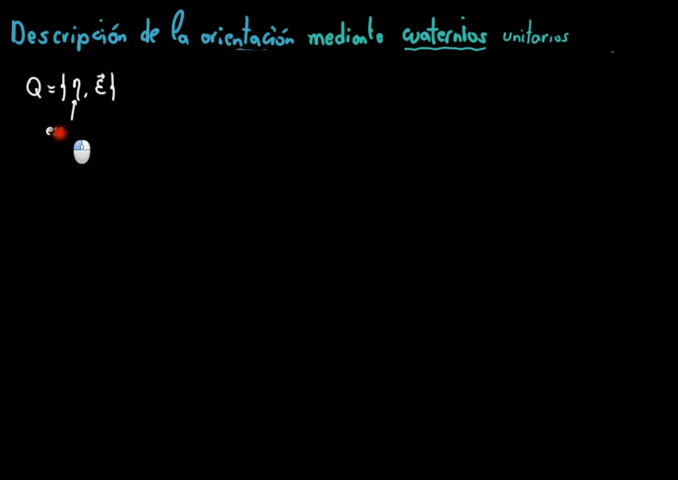 Descripción de la orientación mediante cuaternios unitarios
Q = { η, ε⃗ }
e